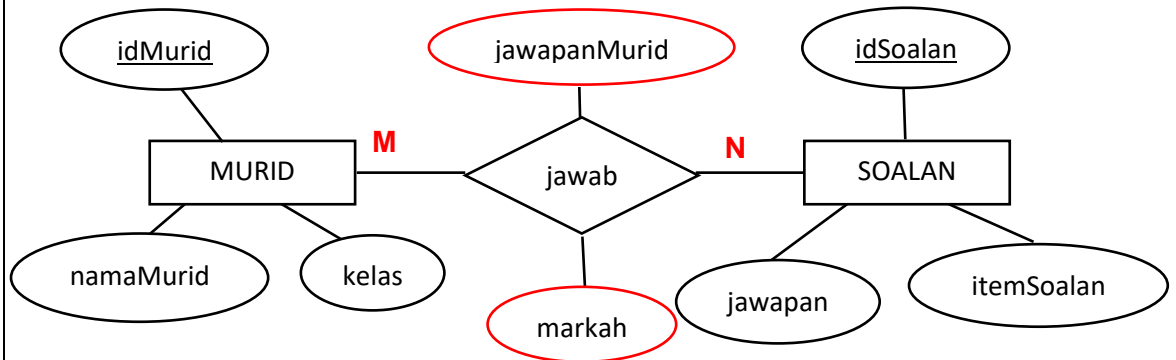 idMurid
jawapanMurid
idSoalan
M
N
MURID
jawab
SOALAN
namaMurid
kelas
markah
jawapan
itemSoalan